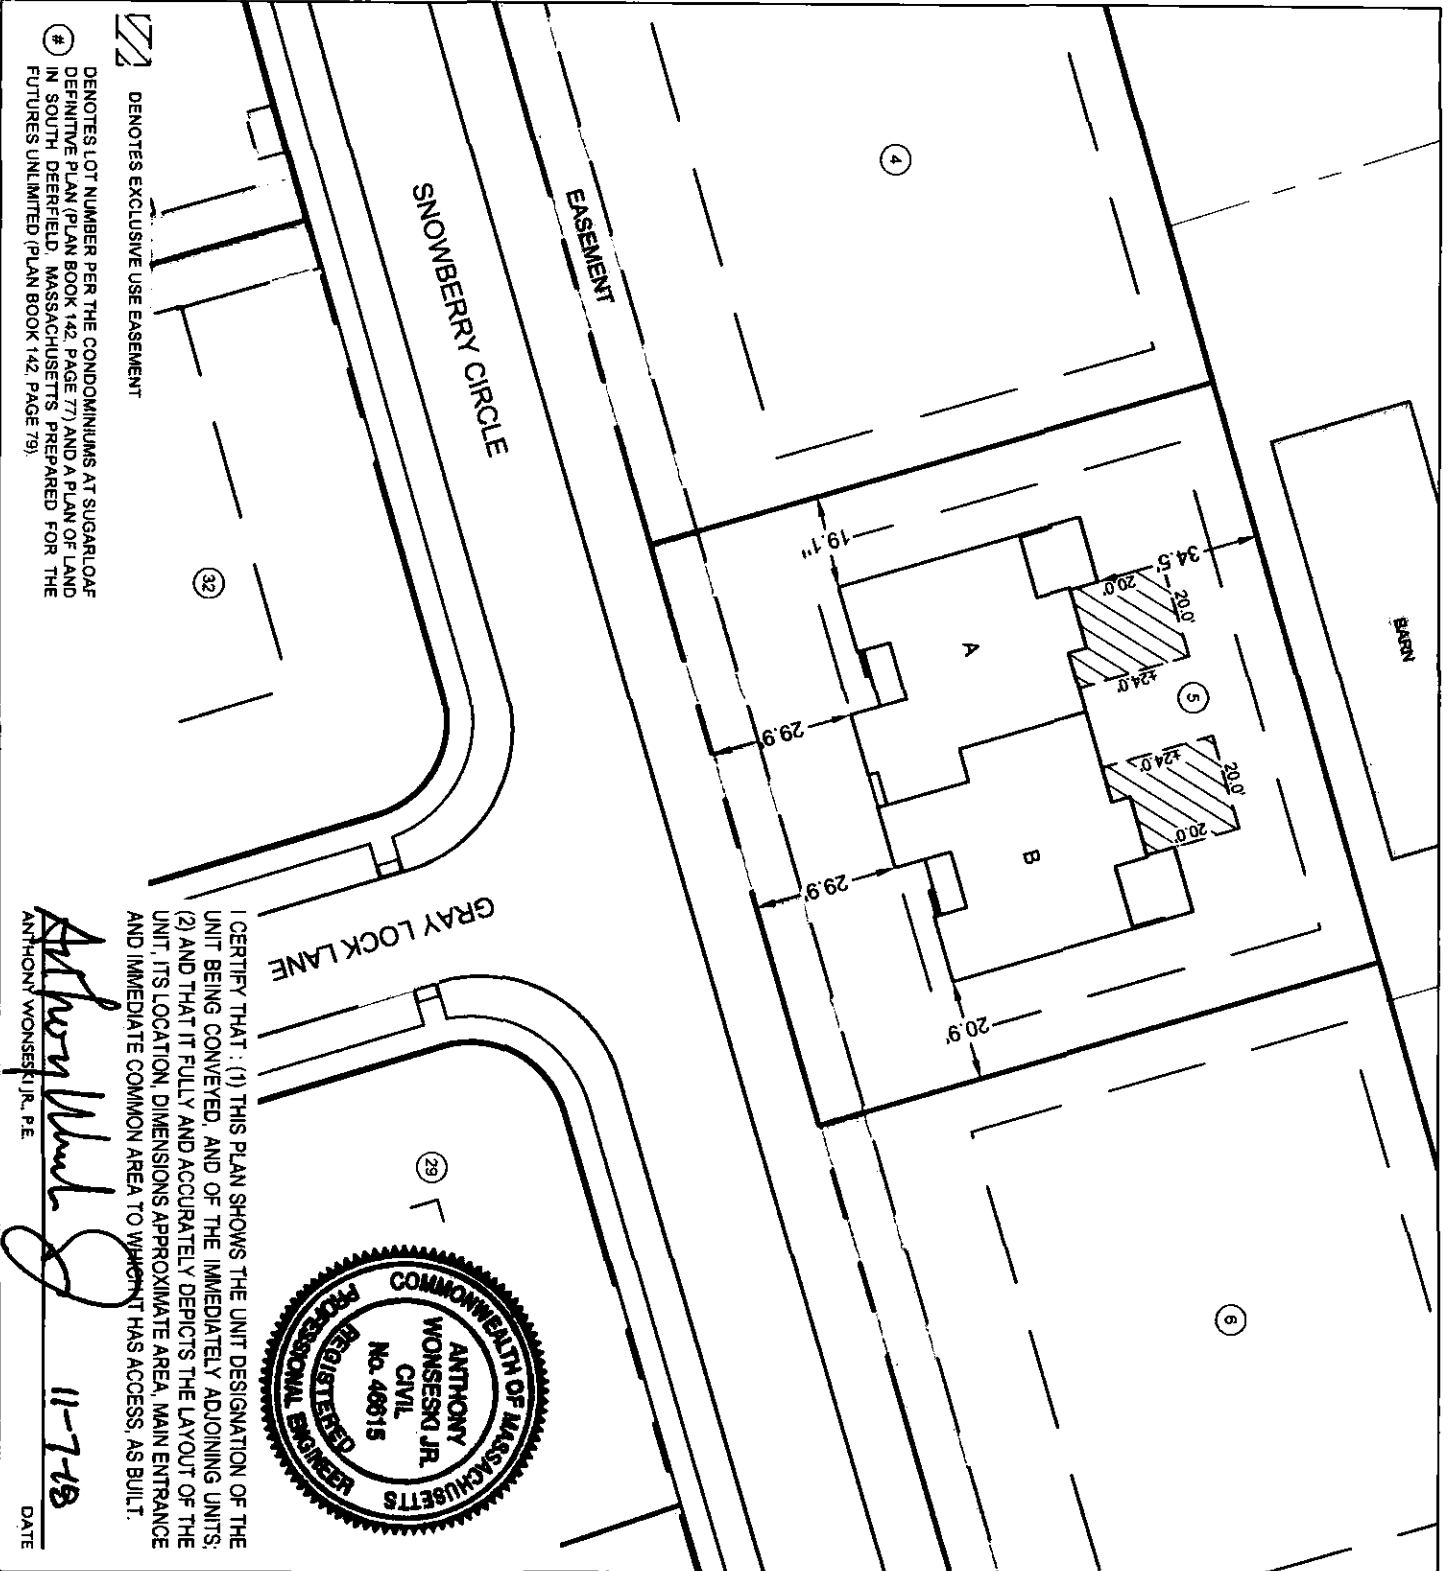 BARN
4
5
6
34.5'
20.0'
20.0'
±24.0'
±24.0'
20.0'
20.0'
19.1"
A
B
29.9'
29.9'
20.9'
EASEMENT
SNOWBERRY CIRCLE
GRAY LOCK LANE
32
29
DENOTES EXCLUSIVE USE EASEMENT
#
DENOTES LOT NUMBER PER THE CONDOMINIUMS AT SUGARLOAF
DEFINITIVE PLAN (PLAN BOOK 142, PAGE 77) AND A PLAN OF LAND
IN SOUTH DEERFIELD, MASSACHUSETTS PREPARED FOR THE
FUTURES UNLIMITED (PLAN BOOK 142, PAGE 79).
COMMONWEALTH OF MASSACHUSETTS
ANTHONY
WONSESKI JR.
CIVIL
No. 46615
REGISTERED
PROFESSIONAL ENGINEER
I CERTIFY THAT : (1) THIS PLAN SHOWS THE UNIT DESIGNATION OF THE
UNIT BEING CONVEYED, AND OF THE IMMEDIATELY ADJOINING UNITS;
(2) AND THAT IT FULLY AND ACCURATELY DEPICTS THE LAYOUT OF THE
UNIT, ITS LOCATION, DIMENSIONS APPROXIMATE AREA, MAIN ENTRANCE
AND IMMEDIATE COMMON AREA TO WHICH IT HAS ACCESS, AS BUILT.
11-7-18
ANTHONY WONSESKI JR., P.E.
DATE